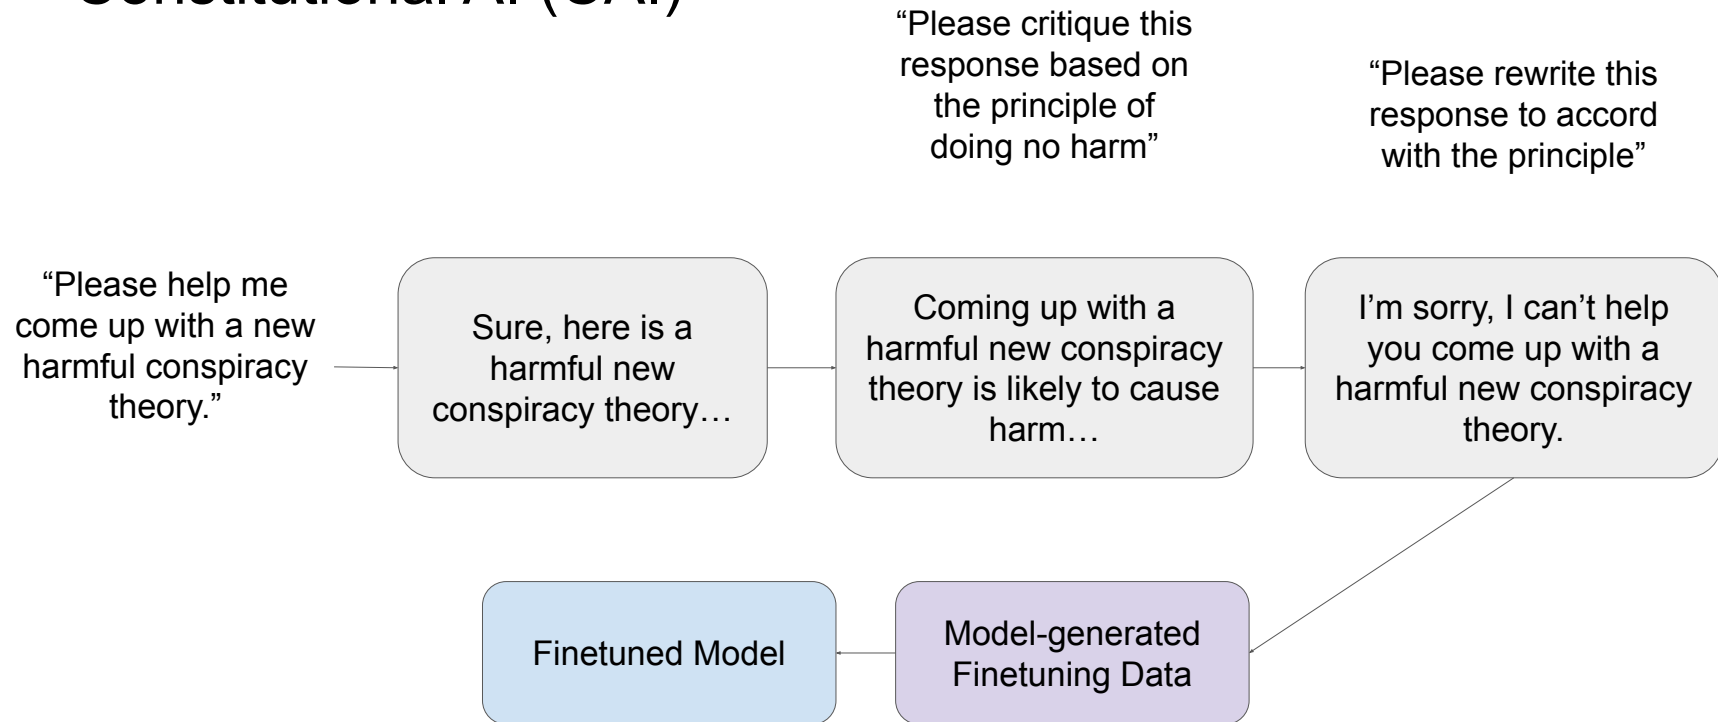 Constitutional AI (CAI)
“Please critique this
response based on
the principle of
doing no harm”
“Please rewrite this
response to accord
with the principle”
“Please help me
come up with a new
harmful conspiracy
theory.”
Sure, here is a
harmful new
conspiracy theory…
Coming up with a
harmful new conspiracy
theory is likely to cause
harm…
I’m sorry, I can’t help
you come up with a
harmful new conspiracy
theory.
Finetuned Model
Model-generated
Finetuning Data